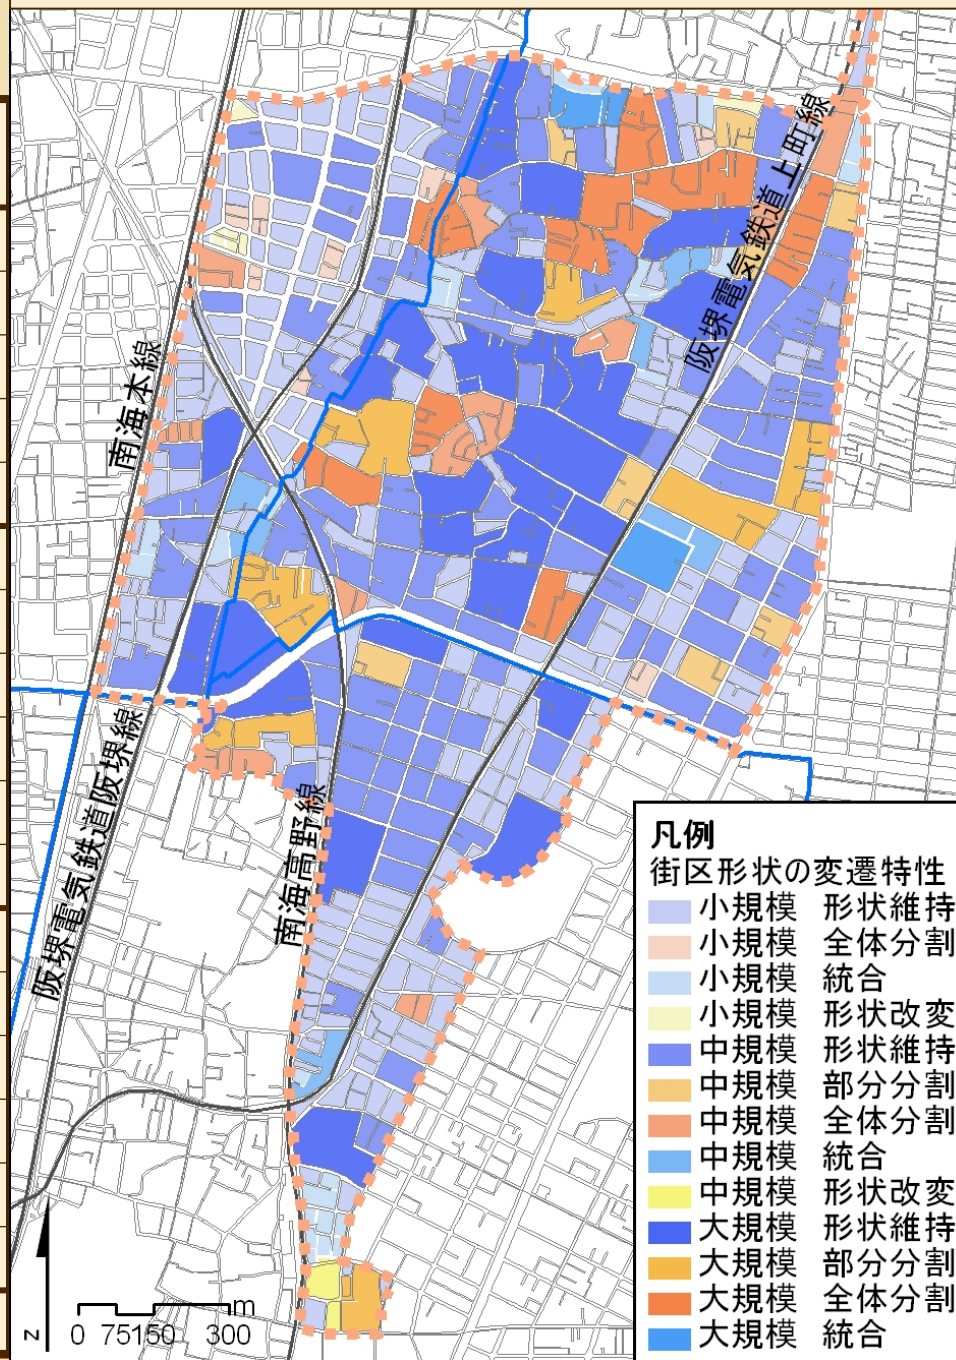 阪堺電気鉄道上町線
南海本線
阪堺電気鉄道阪堺線
南海高野線
凡例
街区形状の変遷特性
小規模 形状維持
小規模 全体分割
小規模 統合
小規模 形状改変
中規模 形状維持
中規模 部分分割
中規模 全体分割
中規模 統合
中規模 形状改変
大規模 形状維持
大規模 部分分割
大規模 全体分割
大規模 統合
m
0 75150 300
z